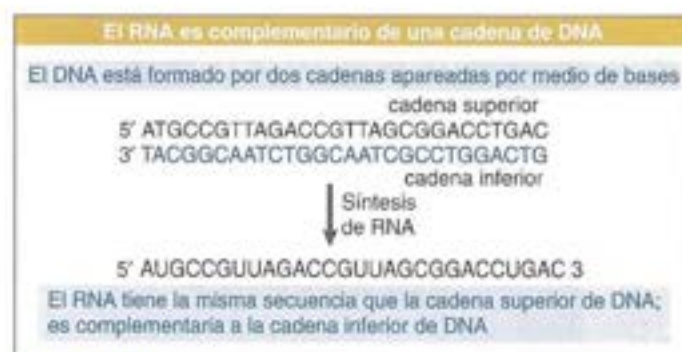 El RNA es complementario de una cadena de DNA
El DNA está formado por dos cadenas apareadas por medio de bases
cadena superior
5′ ATGCCGTTAGACCGTTAGCGGACCTGAC
3′ TACGGCAATCTGGCAATCGCCTGGACTG
cadena inferior
Síntesis
de RNA
5′ AUGCCGUUAGACCGUUAGCGGACCUGAC 3
El RNA tiene la misma secuencia que la cadena superior de DNA;
es complementaria a la cadena inferior de DNA